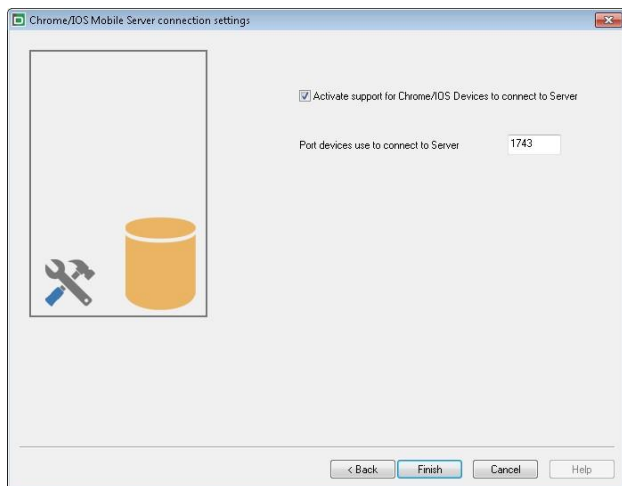 Chrome/IOS Mobile Server connection settings
Activate support for Chrome/IOS Devices to connect to Server
Port devices use to connect to Server 1743
< Back Finish Cancel Help